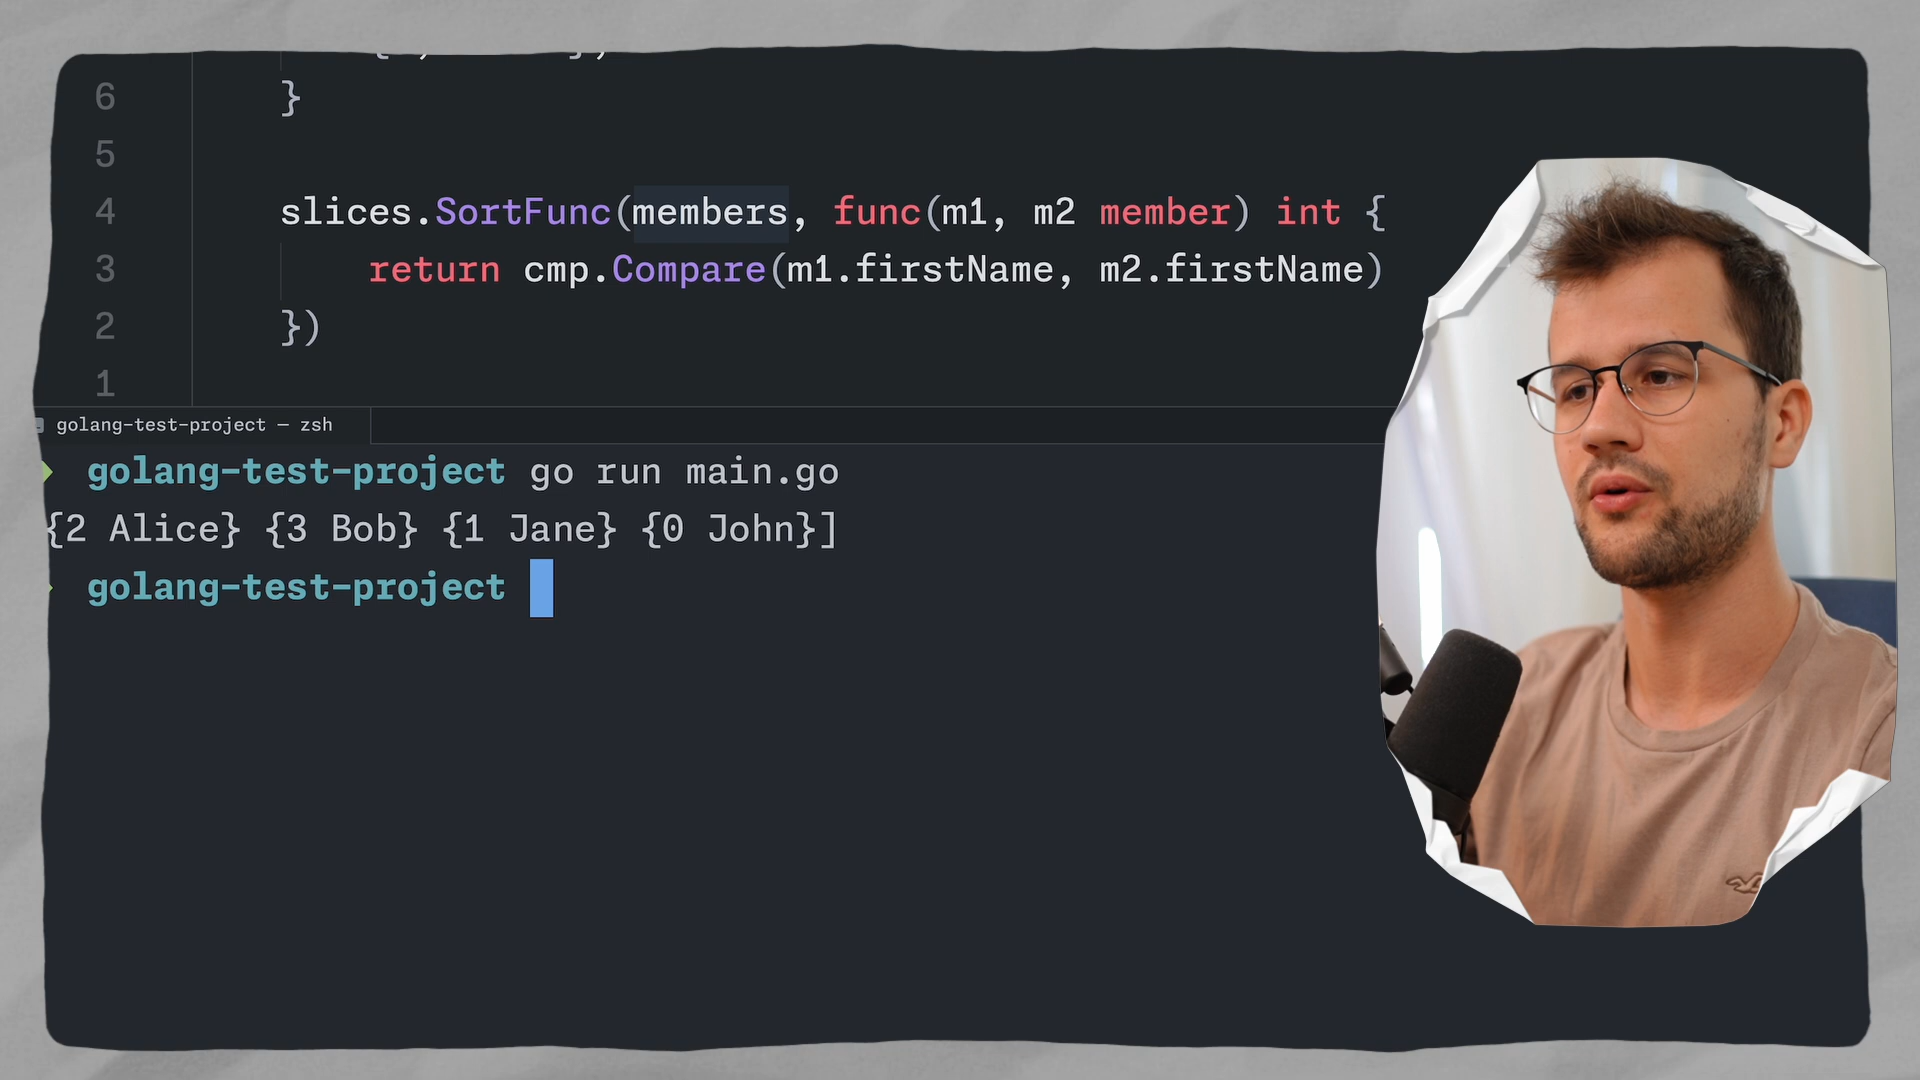 6 }
5
4 slices.SortFunc(members, func(m1, m2 member) int {
3 return cmp.Compare(m1.firstName, m2.firstName)
2 })
1
golang-test-project — zsh
golang-test-project go run main.go
{2 Alice} {3 Bob} {1 Jane} {0 John}]
golang-test-project